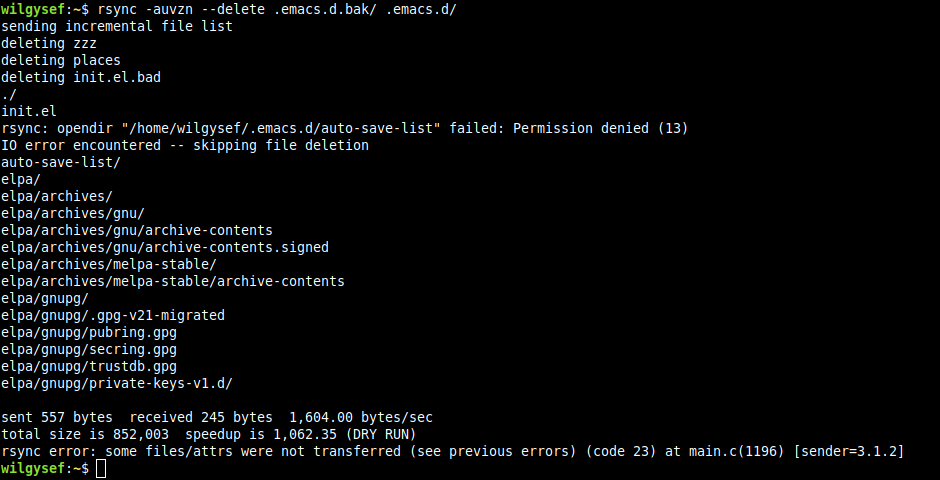 wilgysef:~$ rsync -auvzn --delete .emacs.d.bak/ .emacs.d/
sending incremental file list
deleting zzz
deleting places
deleting init.el.bad
./
init.el
rsync: opendir "/home/wilgysef/.emacs.d/auto-save-list" failed: Permission denied (13)
IO error encountered -- skipping file deletion
auto-save-list/
elpa/
elpa/archives/
elpa/archives/gnu/
elpa/archives/gnu/archive-contents
elpa/archives/gnu/archive-contents.signed
elpa/archives/melpa-stable/
elpa/archives/melpa-stable/archive-contents
elpa/gnupg/
elpa/gnupg/.gpg-v21-migrated
elpa/gnupg/pubring.gpg
elpa/gnupg/secring.gpg
elpa/gnupg/trustdb.gpg
elpa/gnupg/private-keys-v1.d/
sent 557 bytes  received 245 bytes  1,604.00 bytes/sec
total size is 852,003  speedup is 1,062.35 (DRY RUN)
rsync error: some files/attrs were not transferred (see previous errors) (code 23) at main.c(1196) [sender=3.1.2]
wilgysef:~$